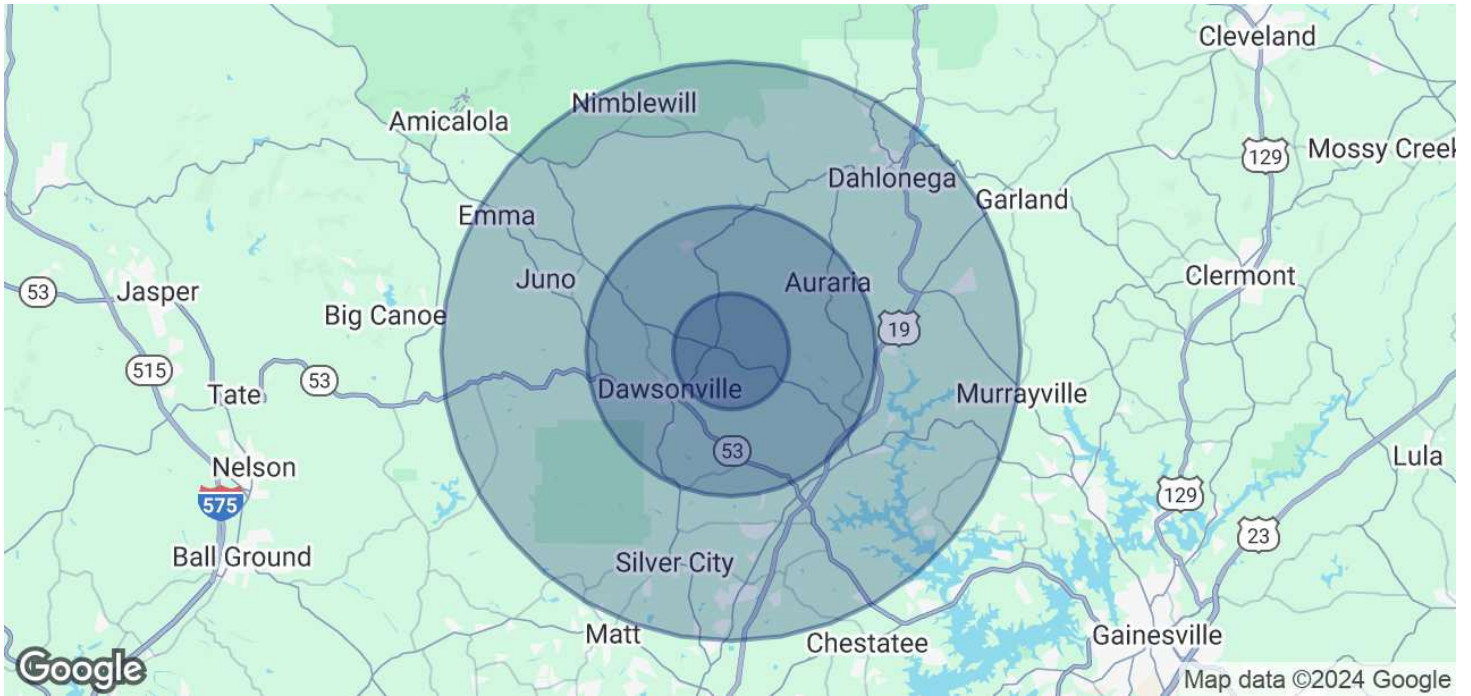 Cleveland
Nimblewill
Amicalola
129
Mossy Creek
Dahlonega
Garland
Emma
Juno
Auraria
Clermont
53
Jasper
Big Canoe
19
515
53
Tate
Dawsonville
Murrayville
53
Nelson
Lula
575
129
23
Ball Ground
Silver City
Matt
Chestatee
Gainesville
Google
Map data ©2024 Google